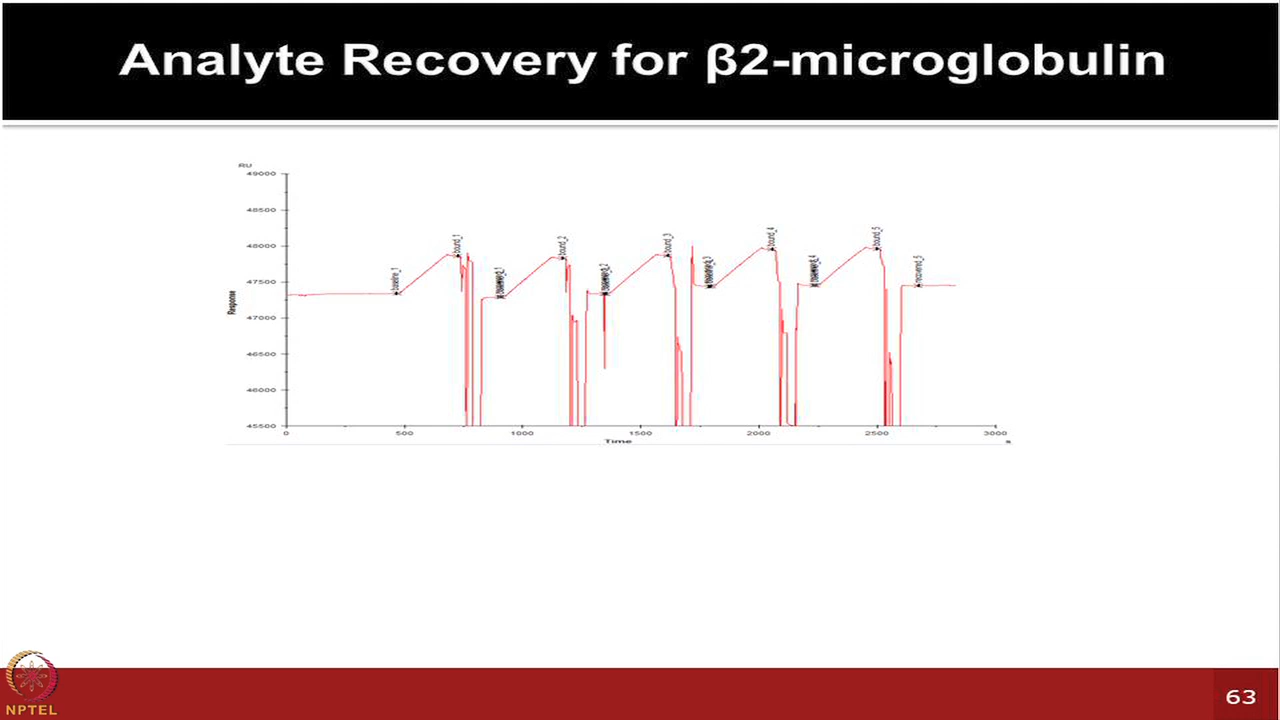 Analyte Recovery for β2-microglobulin
RU
49000
48500
48000
47500
47000
46500
46000
45500
Response
baseline_1
bound_1
bound_2
bound_3
bound_4
bound_5
recovered_5
0
500
1000
1500
2000
2500
3000
Time
s
NPTEL
63